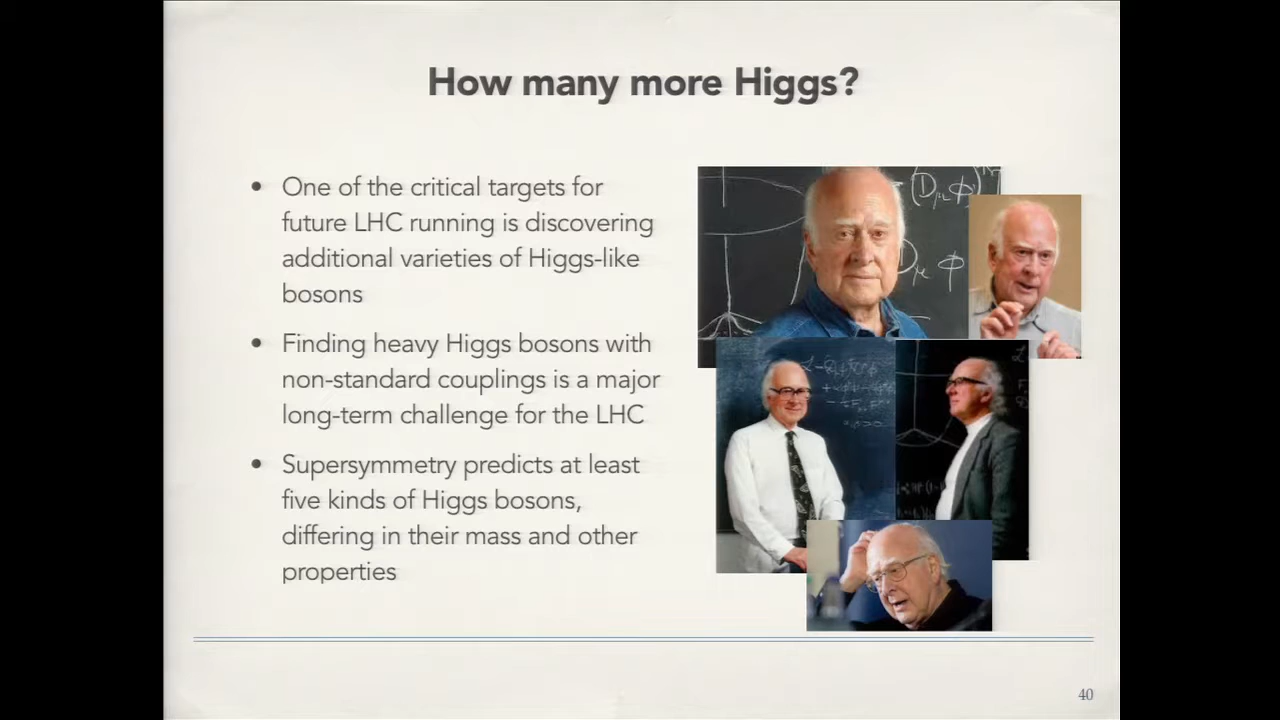 How many more Higgs?
• One of the critical targets for
future LHC running is discovering
additional varieties of Higgs-like
bosons
• Finding heavy Higgs bosons with
non-standard couplings is a major
long-term challenge for the LHC
• Supersymmetry predicts at least
five kinds of Higgs bosons,
differing in their mass and other
properties
40